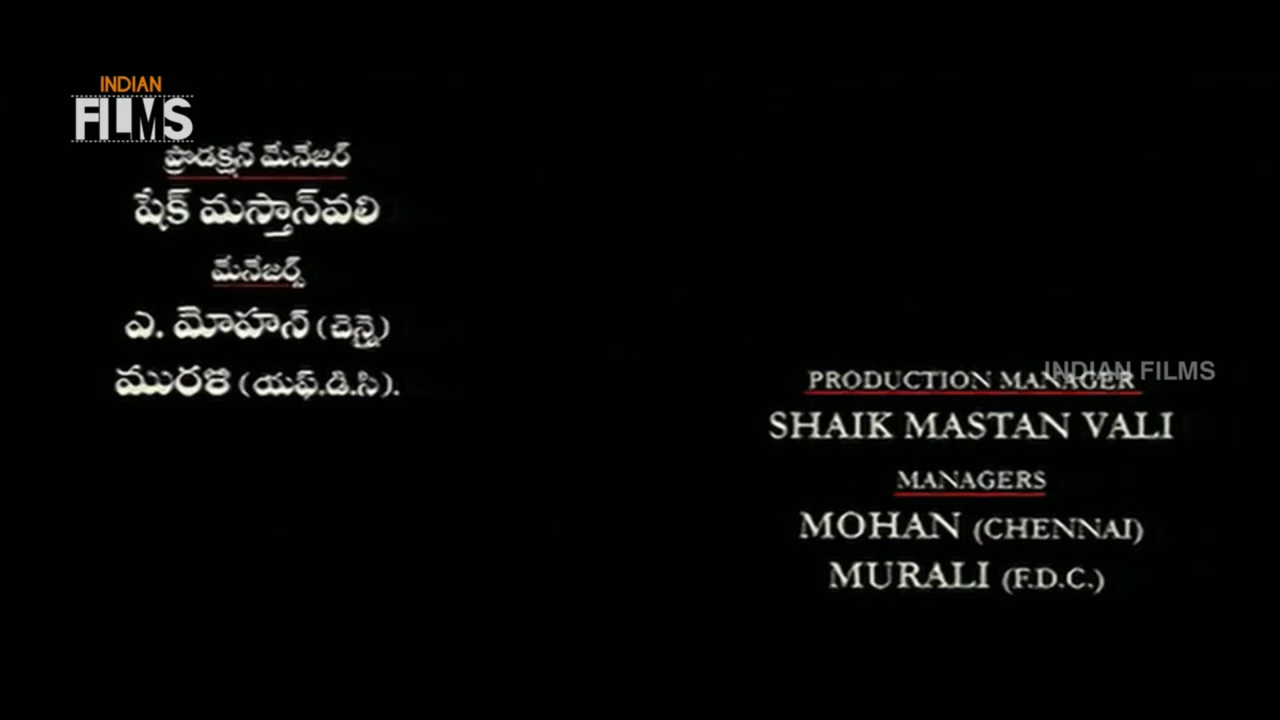 INDIAN
FILMS
ప్రొడక్షన్ మేనేజర్
షేక్ మస్తాన్‌వలి
మేనేజర్స్
ఎ. మోహన్ (చెన్నై)
మురళి (యఫ్.డి.సి).
INDIAN FILMS
PRODUCTION MANAGER
SHAIK MASTAN VALI
MANAGERS
MOHAN (CHENNAI)
MURALI (F.D.C.)